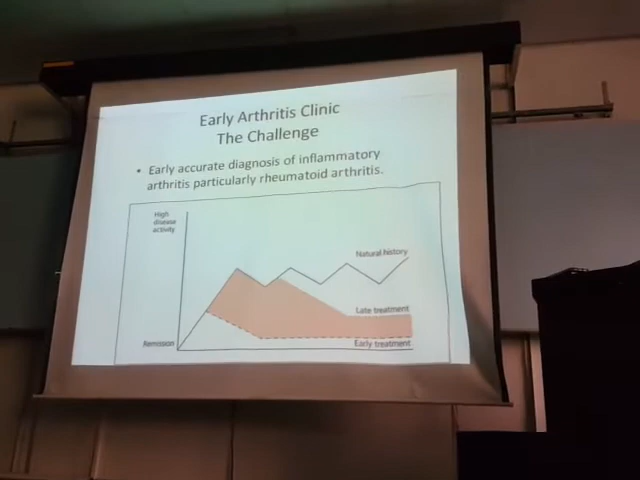 Early Arthritis Clinic
The Challenge
• Early accurate diagnosis of inflammatory
arthritis particularly rheumatoid arthritis.
High
disease
activity
Natural history
Late treatment
Remission
Early treatment